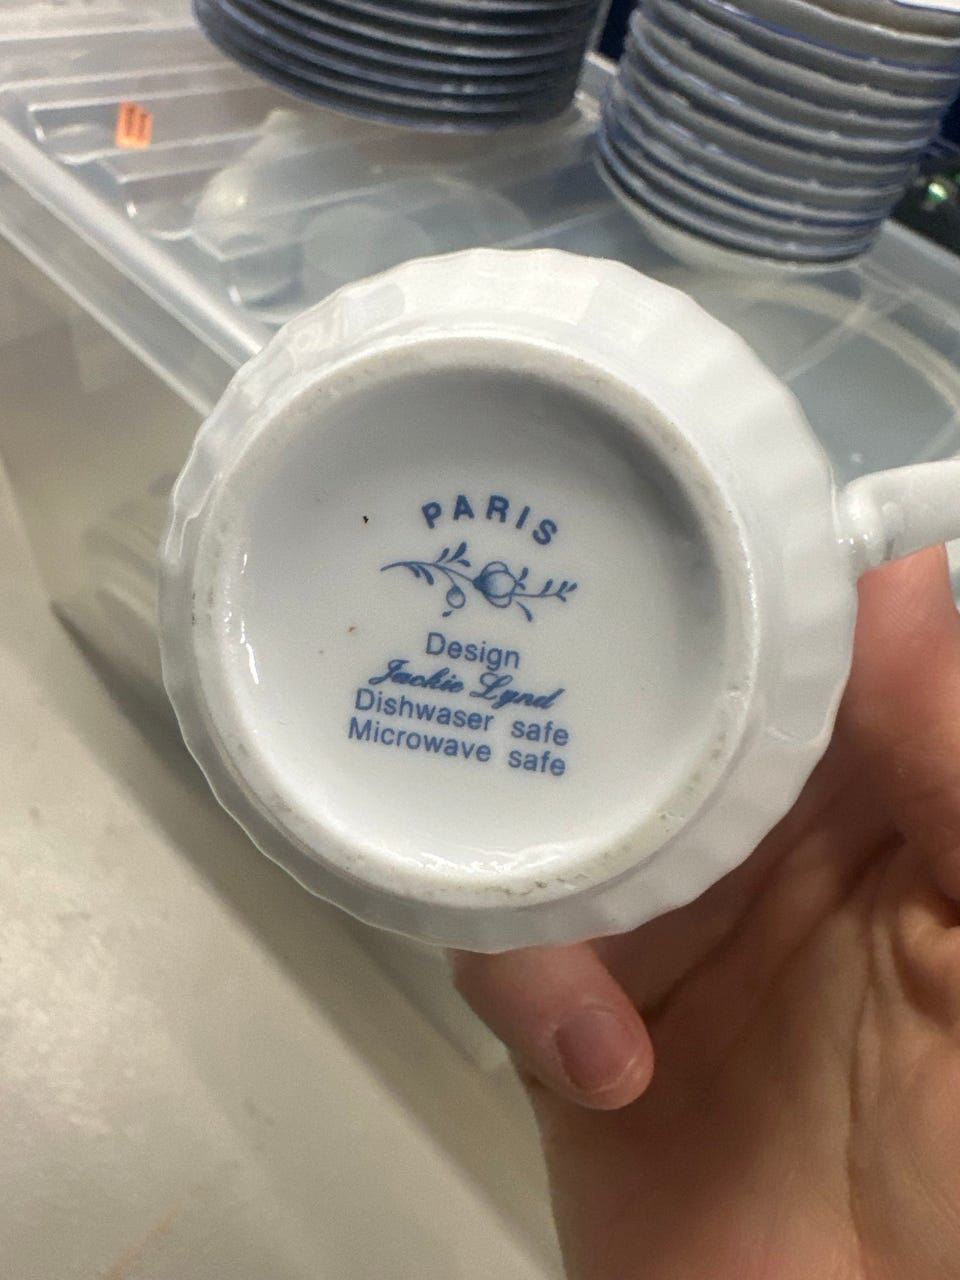 PARIS
Design
Jackie Lynd
Dishwaser safe
Microwave safe